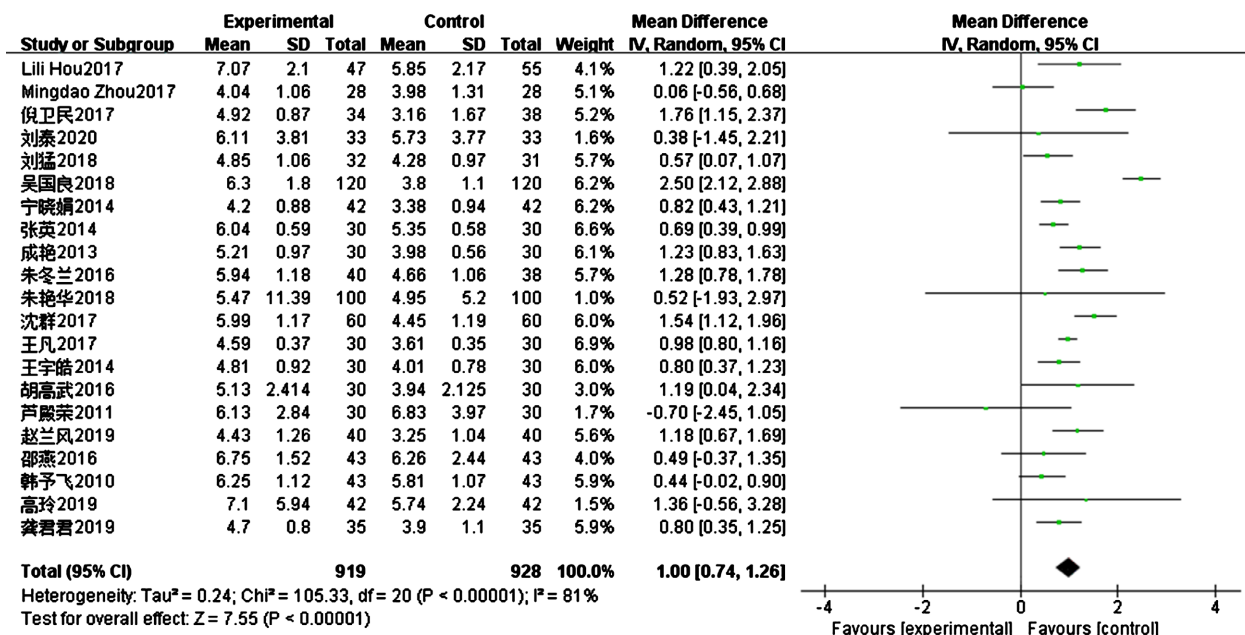 Experimental Control Mean Difference Mean Difference
Study or Subgroup Mean SD Total Mean SD Total Weight IV, Random, 95% CI IV, Random, 95% CI
Lili Hou2017 7.07 2.1 47 5.85 2.17 55 4.1% 1.22 [0.39, 2.05]
Mingdao Zhou2017 4.04 1.06 28 3.98 1.31 28 5.1% 0.06 [-0.56, 0.68]
倪卫民2017 4.92 0.87 34 3.16 1.67 38 5.2% 1.76 [1.15, 2.37]
刘秦2020 6.11 3.81 33 5.73 3.77 33 1.6% 0.38 [-1.45, 2.21]
刘猛2018 4.85 1.06 32 4.28 0.97 31 5.7% 0.57 [0.07, 1.07]
吴国良2018 6.3 1.8 120 3.8 1.1 120 6.2% 2.50 [2.12, 2.88]
宁晓娟2014 4.2 0.88 42 3.38 0.94 42 6.2% 0.82 [0.43, 1.21]
张英2014 6.04 0.59 30 5.35 0.58 30 6.6% 0.69 [0.39, 0.99]
成艳2013 5.21 0.97 30 3.98 0.56 30 6.1% 1.23 [0.83, 1.63]
朱冬兰2016 5.94 1.18 40 4.66 1.06 38 5.7% 1.28 [0.78, 1.78]
朱艳华2018 5.47 11.39 100 4.95 5.2 100 1.0% 0.52 [-1.93, 2.97]
沈群2017 5.99 1.17 60 4.45 1.19 60 6.0% 1.54 [1.12, 1.96]
王凡2017 4.59 0.37 30 3.61 0.35 30 6.9% 0.98 [0.80, 1.16]
王宇皓2014 4.81 0.92 30 4.01 0.78 30 6.0% 0.80 [0.37, 1.23]
胡高武2016 5.13 2.414 30 3.94 2.125 30 3.0% 1.19 [0.04, 2.34]
芦殿荣2011 6.13 2.84 30 6.83 3.97 30 1.7% -0.70 [-2.45, 1.05]
赵兰风2019 4.43 1.26 40 3.25 1.04 40 5.6% 1.18 [0.67, 1.69]
邵燕2016 6.75 1.52 43 6.26 2.44 43 4.0% 0.49 [-0.37, 1.35]
韩予飞2010 6.25 1.12 43 5.81 1.07 43 5.9% 0.44 [-0.02, 0.90]
高玲2019 7.1 5.94 42 5.74 2.24 42 1.5% 1.36 [-0.56, 3.28]
龚君君2019 4.7 0.8 35 3.9 1.1 35 5.9% 0.80 [0.35, 1.25]
Total (95% CI) 919 928 100.0% 1.00 [0.74, 1.26]
Heterogeneity: Tau² = 0.24; Chi² = 105.33, df = 20 (P < 0.00001); I² = 81%
Test for overall effect: Z = 7.55 (P < 0.00001)
-4 -2 0 2 4
Favours [experimental] Favours [control]